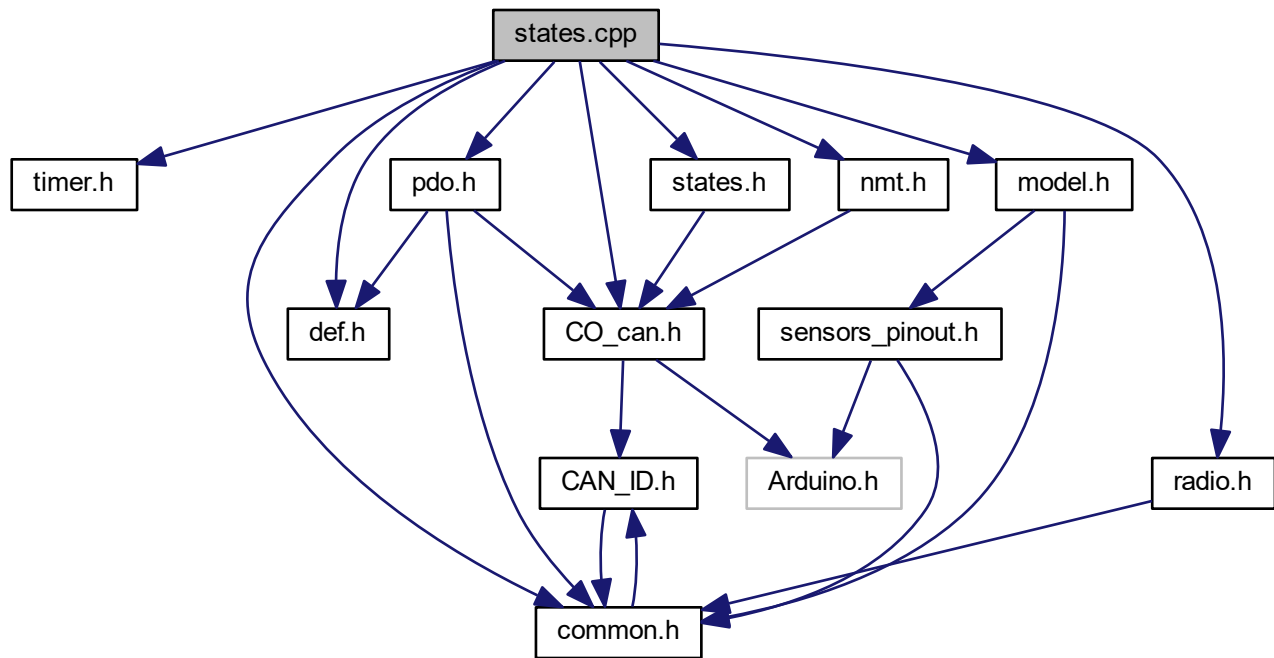 states.cpp
timer.h
pdo.h
states.h
nmt.h
model.h
def.h
CO_can.h
sensors_pinout.h
CAN_ID.h
Arduino.h
radio.h
common.h